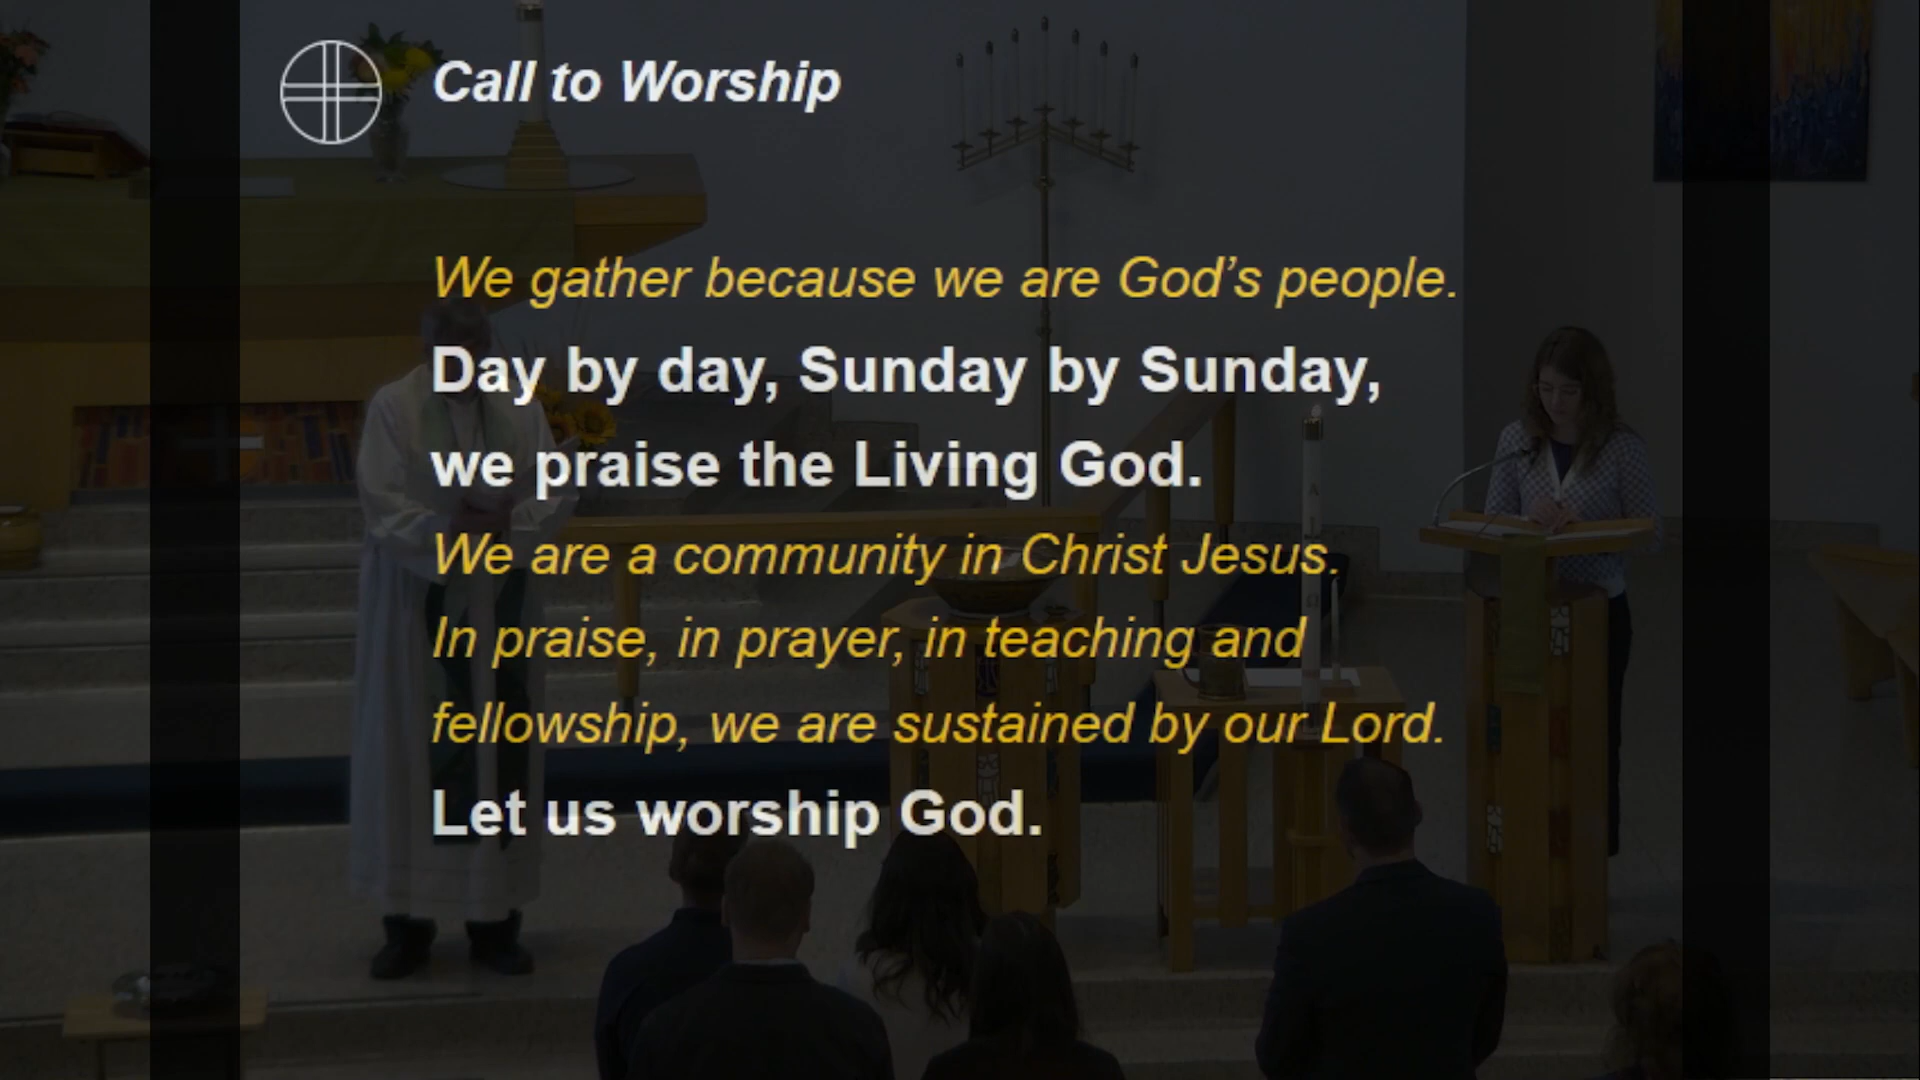 Call to Worship
We gather because we are God’s people.
Day by day, Sunday by Sunday,
we praise the Living God.
We are a community in Christ Jesus.
In praise, in prayer, in teaching and
fellowship, we are sustained by our Lord.
Let us worship God.